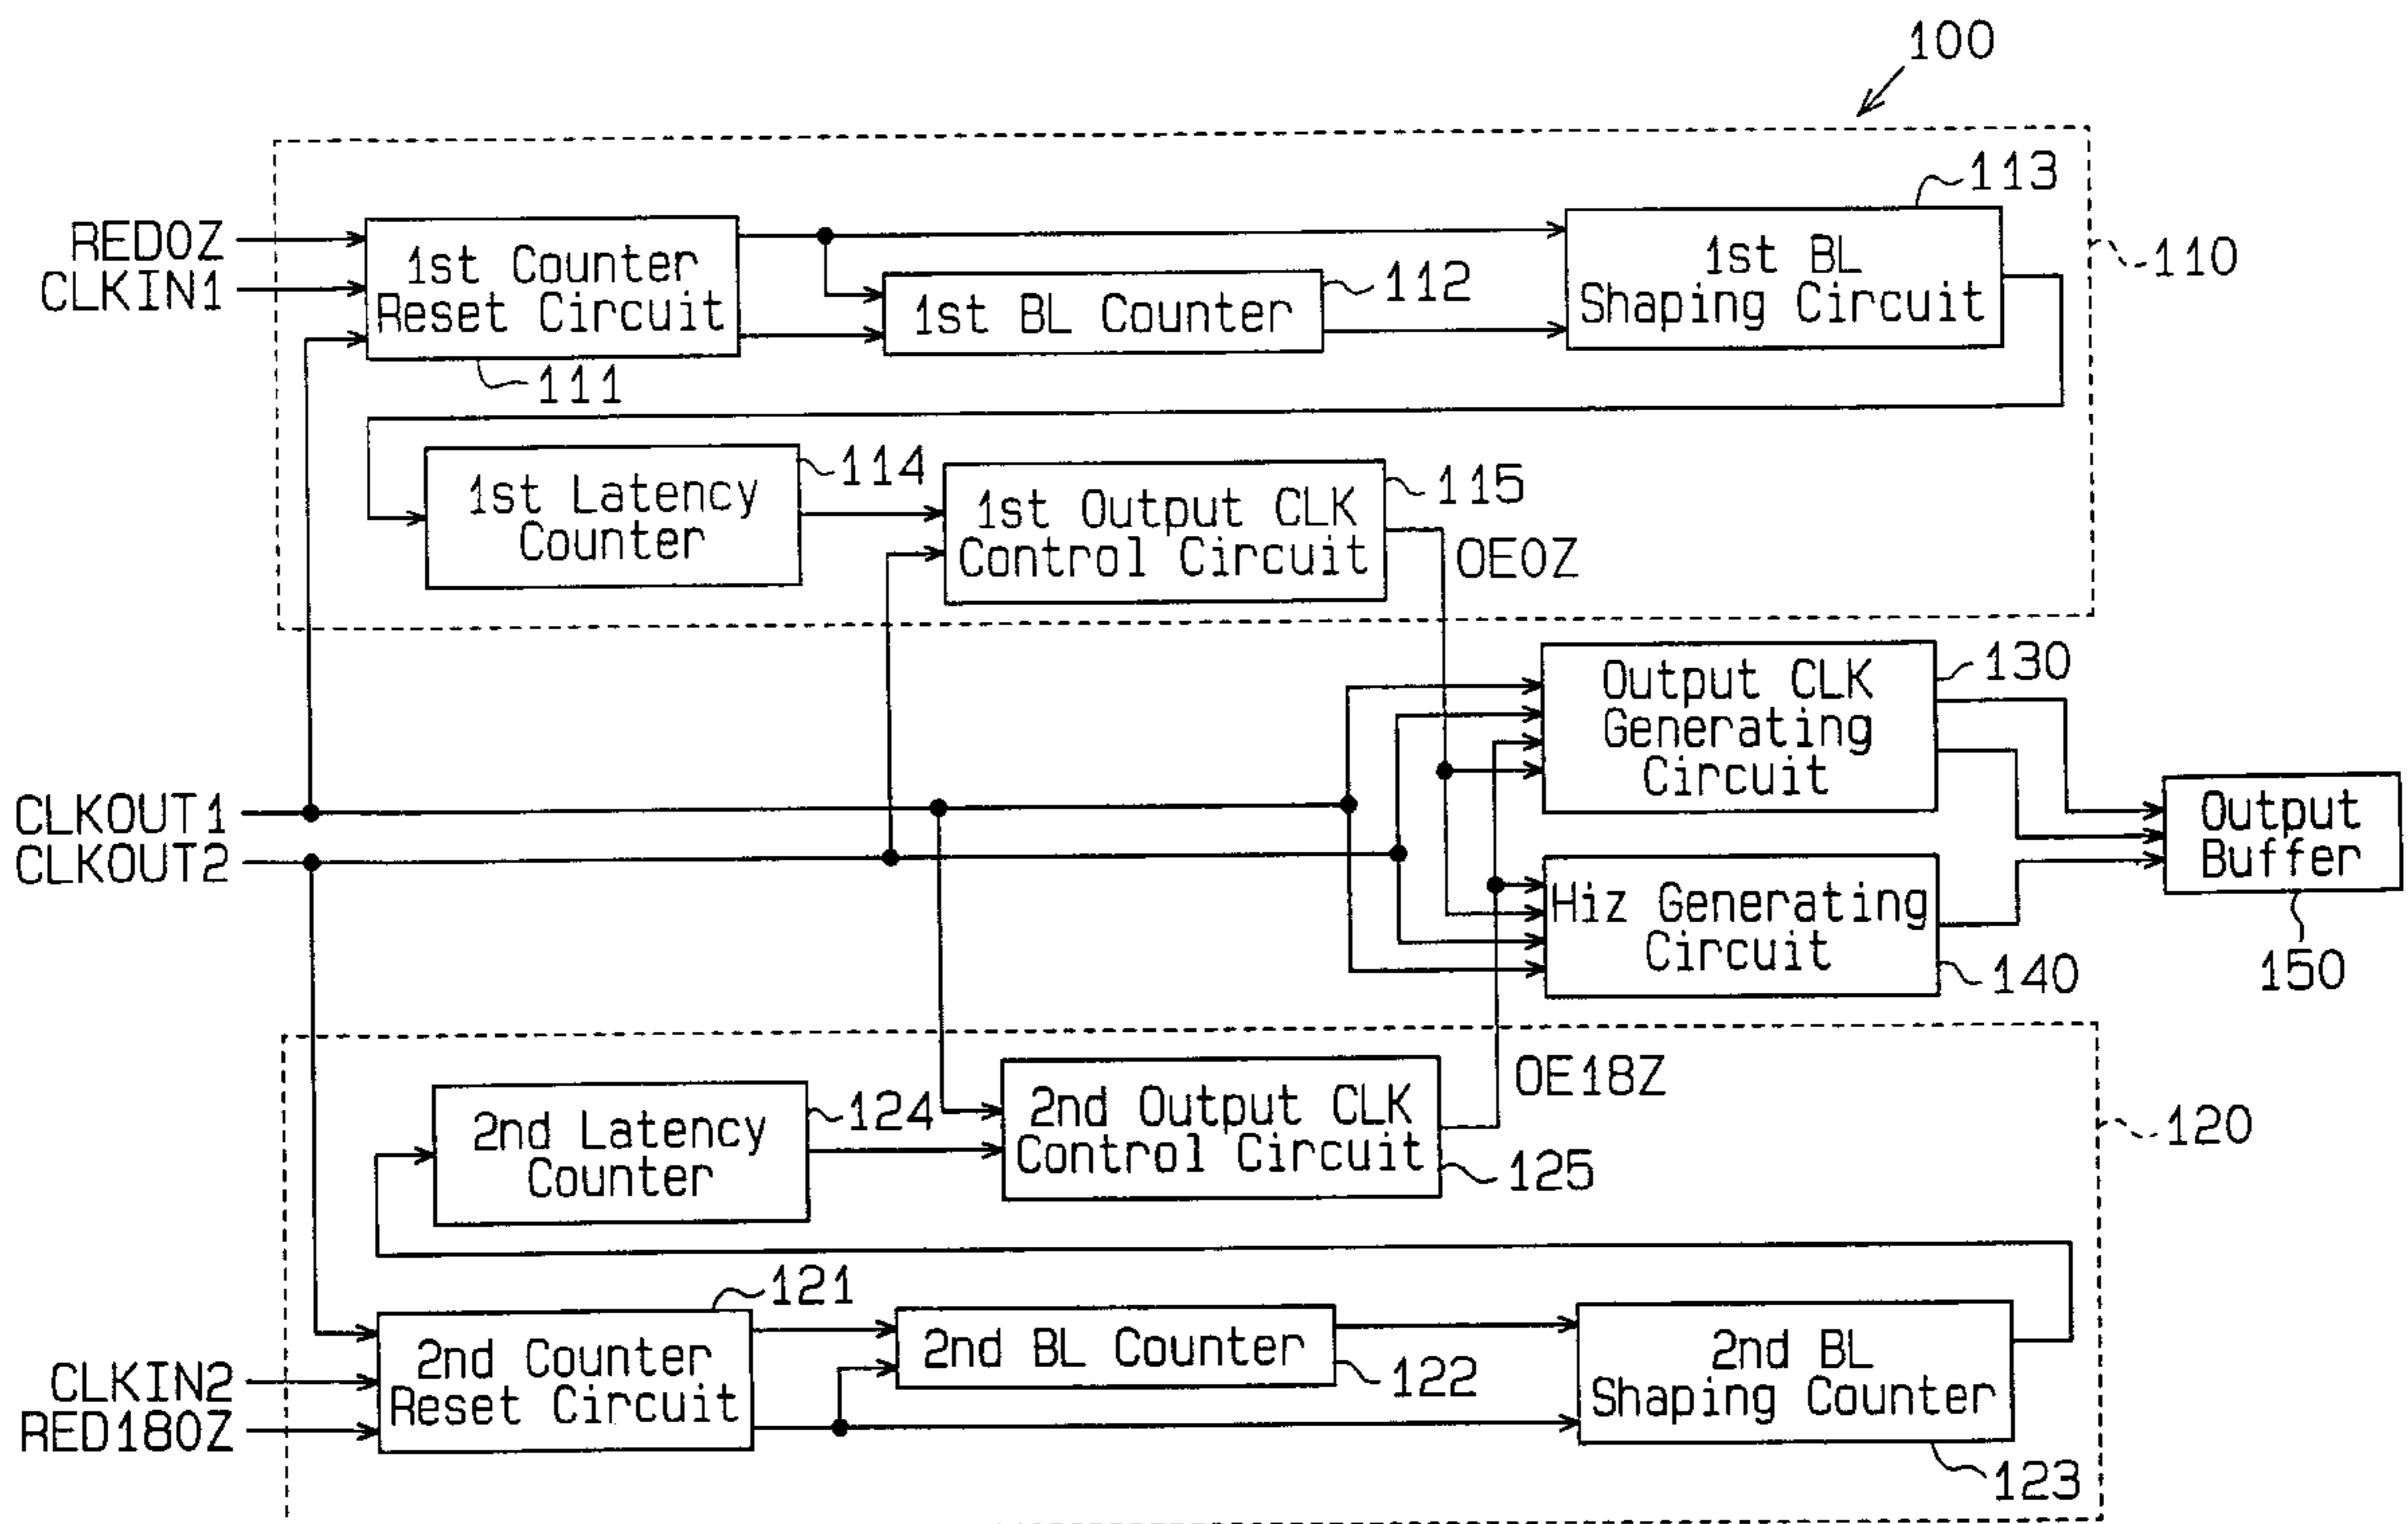 100
113
REDOZ
CLKIN1
1st Counter
Reset Circuit
111
1st BL Counter
112
1st BL
Shaping Circuit
110
1st Latency
Counter
114
1st Output CLK
Control Circuit
115
OE0Z
Output CLK
Generating
Circuit
130
CLKOUT1
CLKOUT2
Output
Buffer
150
Hiz Generating
Circuit
140
OE18Z
2nd Latency
Counter
124
2nd Output CLK
Control Circuit
125
120
121
CLKIN2
RED180Z
2nd Counter
Reset Circuit
2nd BL Counter
122
2nd BL
Shaping Counter
123